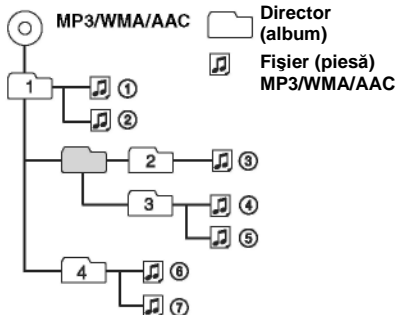 MP3/WMA/AAC
Director
(album)
Fişier (piesă)
MP3/WMA/AAC
1
①
②
2
③
3
④
⑤
4
⑥
⑦